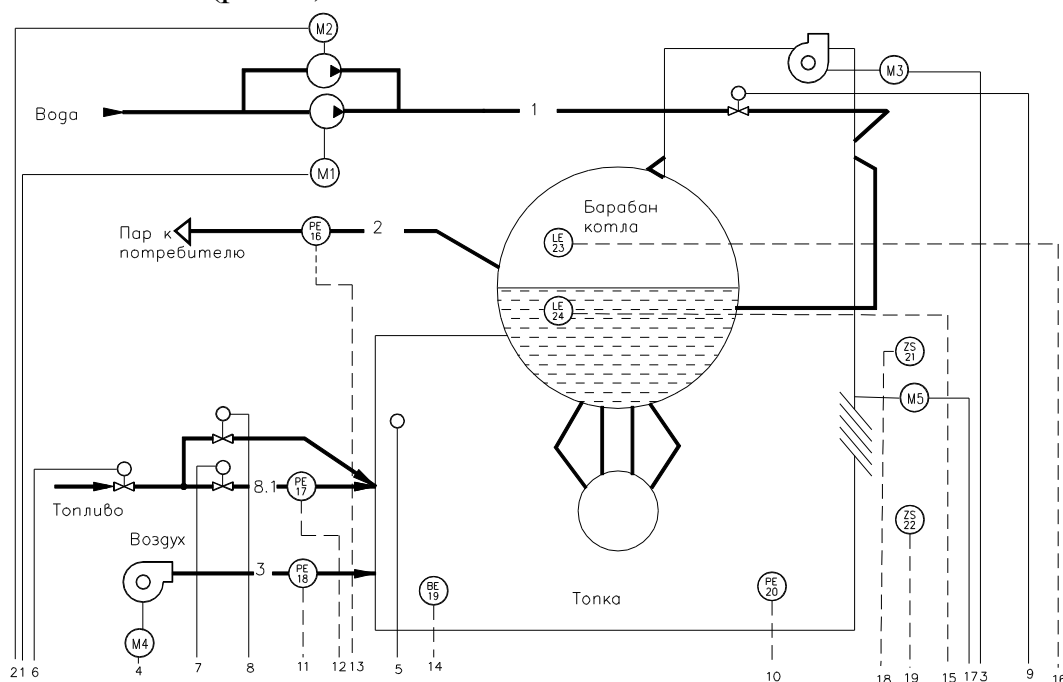 M2
M3
M1
Вода
1
Пар к
потребителю
PE
16
2
Барабан
котла
LE
23
LE
24
ZS
21
M5
ZS
22
Топливо
8.1
PE
17
Воздух
3
PE
18
M4
BE
19
Топка
PE
20
21 6 4 7 8 11 12 13 5 14 10 18 19 15 17 3 9 16